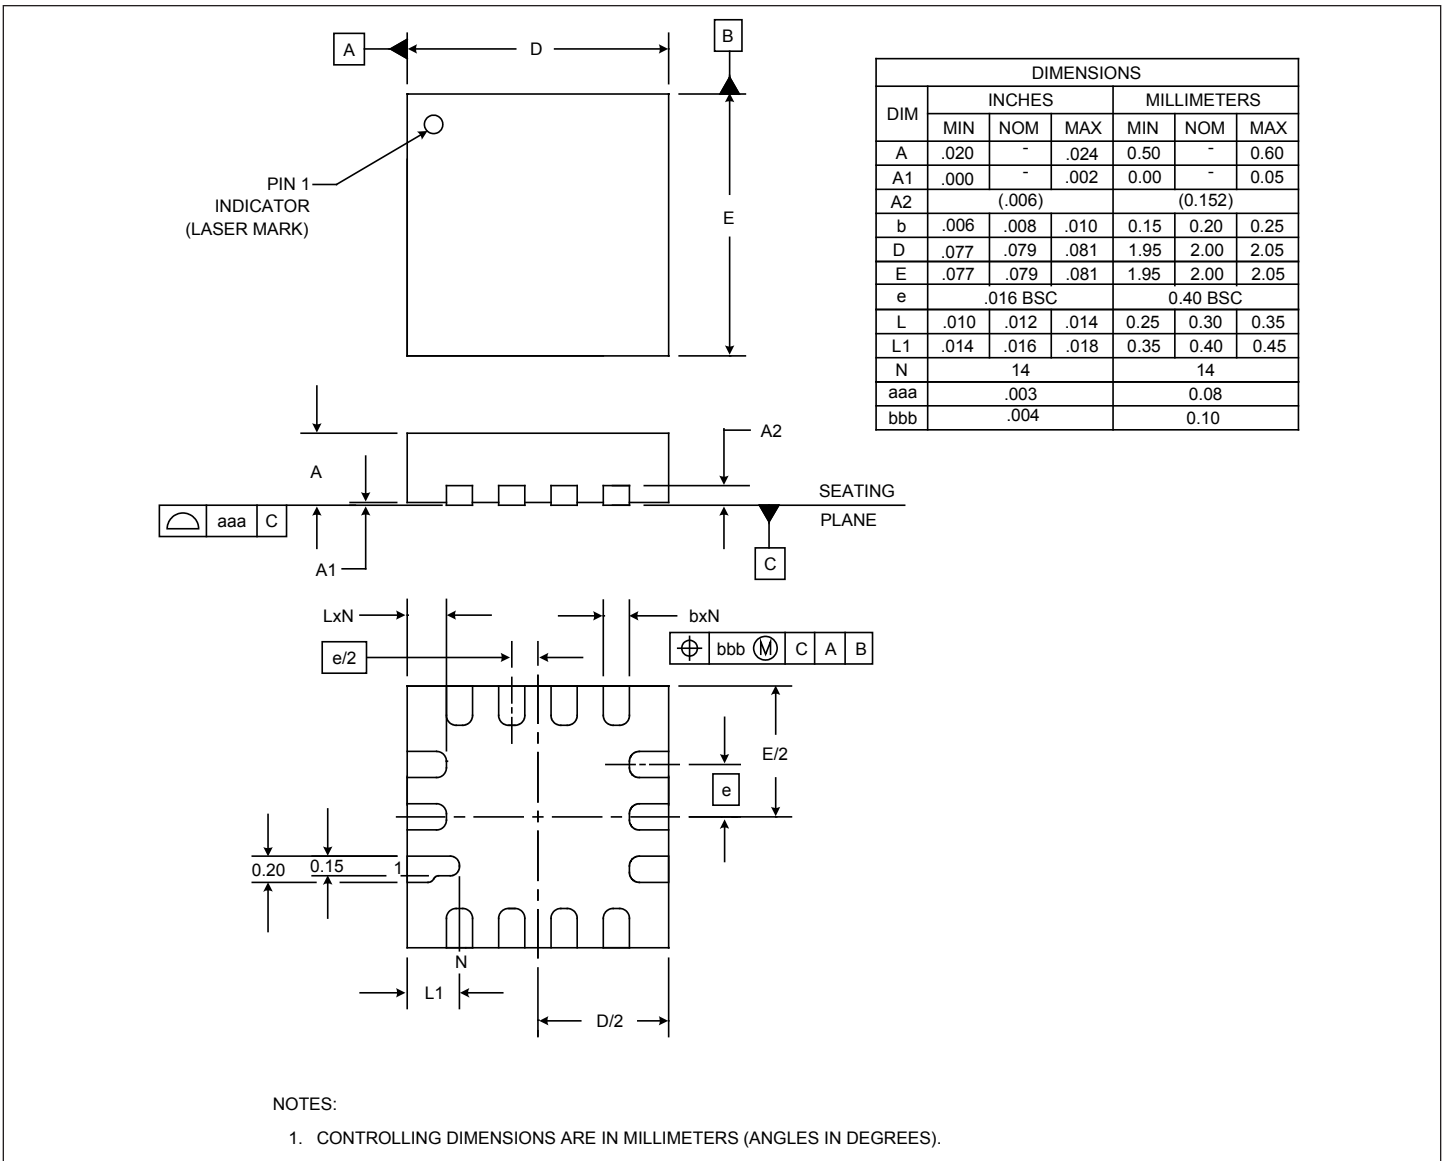 A
D
B
PIN 1
INDICATOR
(LASER MARK)
E
DIMENSIONS
DIM INCHES MILLIMETERS
MIN NOM MAX MIN NOM MAX
A .020 - .024 0.50 - 0.60
A1 .000 - .002 0.00 - 0.05
A2 (.006) (0.152)
b .006 .008 .010 0.15 0.20 0.25
D .077 .079 .081 1.95 2.00 2.05
E .077 .079 .081 1.95 2.00 2.05
e .016 BSC 0.40 BSC
L .010 .012 .014 0.25 0.30 0.35
L1 .014 .016 .018 0.35 0.40 0.45
N 14 14
aaa .003 0.08
bbb .004 0.10
A2
A
SEATING
PLANE
aaa C
A1
C
LxN
bxN
e/2
bbb Ⓜ C A B
E/2
e
0.20
0.15
1
N
L1
D/2
NOTES:
1. CONTROLLING DIMENSIONS ARE IN MILLIMETERS (ANGLES IN DEGREES).